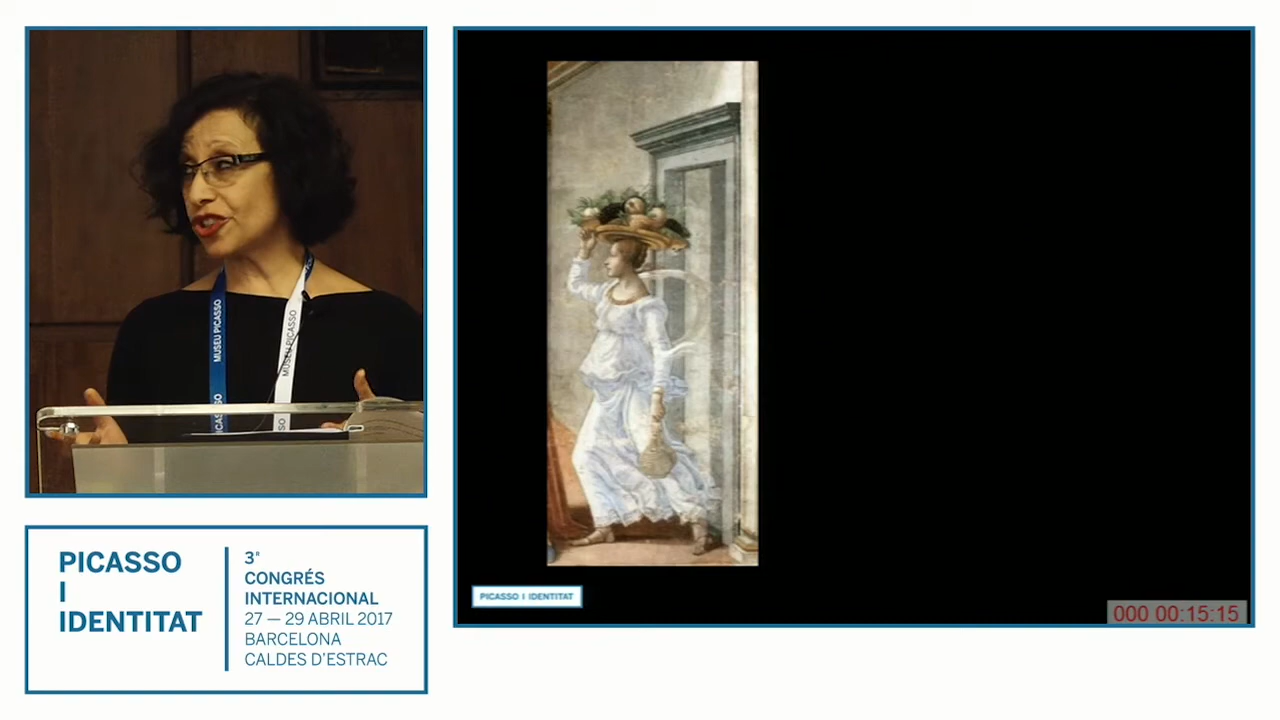 MUSEU PICASSO
MUSEU PICASSO
PICASSO
I
IDENTITAT
3º
CONGRÉS
INTERNACIONAL
27 — 29 ABRIL 2017
BARCELONA
CALDES D'ESTRAC
PICASSO I IDENTITAT
000 00:15:15